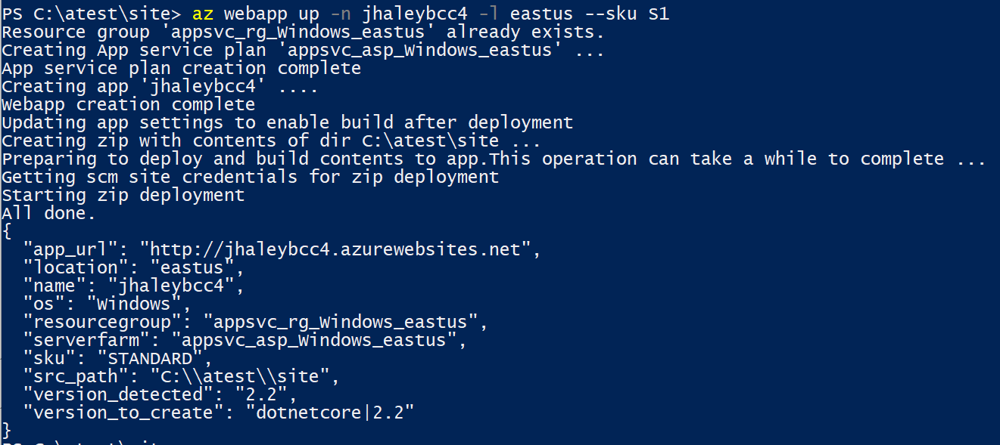 PS C:\atest\site> az webapp up -n jhaleybcc4 -l eastus --sku S1
Resource group 'appsvc_rg_Windows_eastus' already exists.
Creating App service plan 'appsvc_asp_Windows_eastus' ...
App service plan creation complete
Creating app 'jhaleybcc4' ....
Webapp creation complete
Updating app settings to enable build after deployment
Creating zip with contents of dir C:\atest\site ...
Preparing to deploy and build contents to app.This operation can take a while to complete ...
Getting scm site credentials for zip deployment
Starting zip deployment
All done.
{
  "app_url": "http://jhaleybcc4.azurewebsites.net",
  "location": "eastus",
  "name": "jhaleybcc4",
  "os": "Windows",
  "resourcegroup": "appsvc_rg_Windows_eastus",
  "serverfarm": "appsvc_asp_Windows_eastus",
  "sku": "STANDARD",
  "src_path": "C:\\atest\\site",
  "version_detected": "2.2",
  "version_to_create": "dotnetcore|2.2"
}